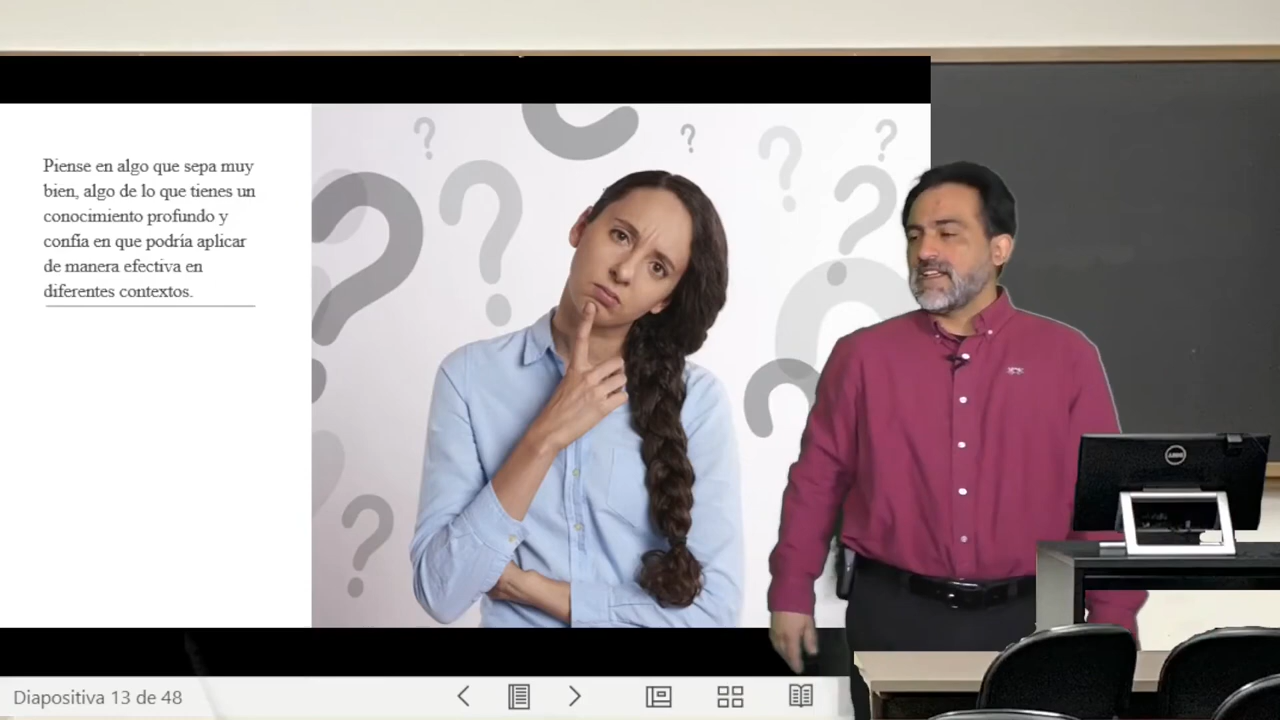 Piense en algo que sepa muy
bien, algo de lo que tienes un
conocimiento profundo y
confía en que podría aplicar
de manera efectiva en
diferentes contextos.
Diapositiva 13 de 48